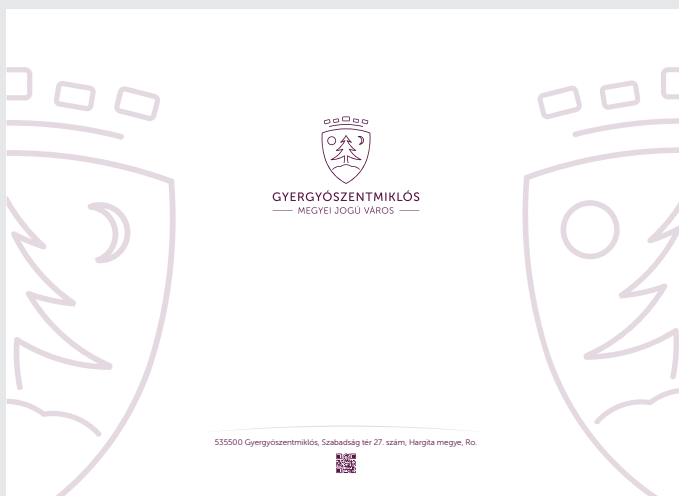 GYERGYÓSZENTMIKLÓS
MEGYEI JOGÚ VÁROS
535500 Gyergyószentmiklós, Szabadság tér 27. szám, Hargita megye, Ro.